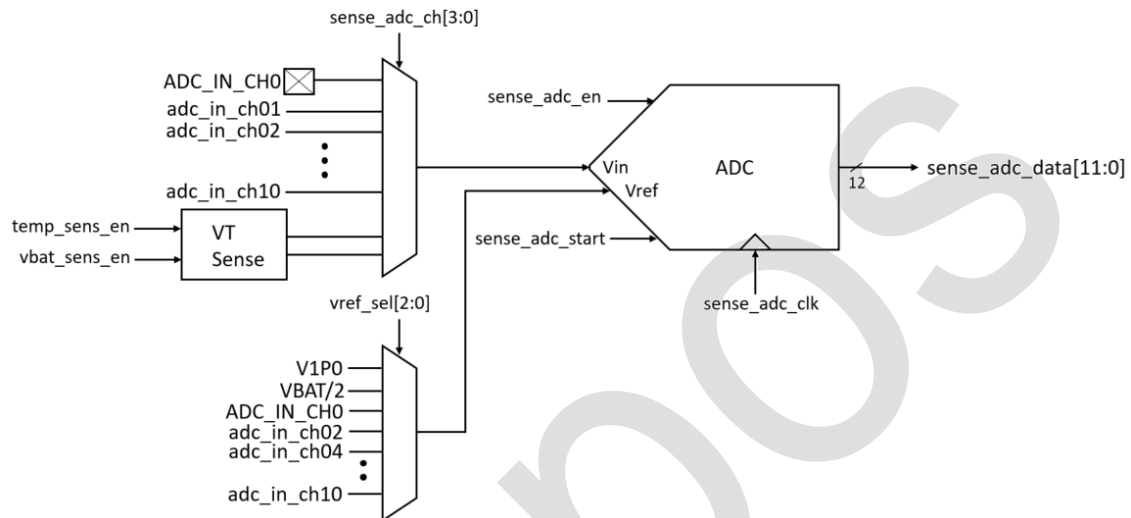 sense_adc_ch[3:0]
ADC_IN_CH0
adc_in_ch01
adc_in_ch02
adc_in_ch10
temp_sens_en
vbat_sens_en
VT
Sense
sense_adc_en
Vin
Vref
ADC
sense_adc_start
sense_adc_clk
12
sense_adc_data[11:0]
vref_sel[2:0]
V1P0
VBAT/2
ADC_IN_CH0
adc_in_ch02
adc_in_ch04
adc_in_ch10